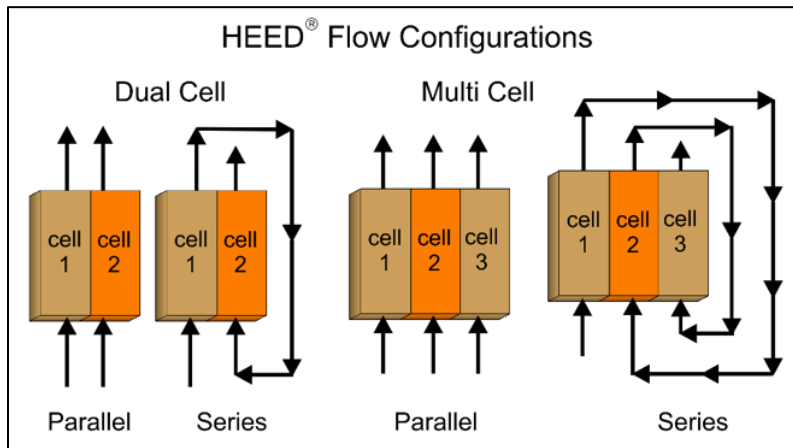 HEED® Flow Configurations
Dual Cell
Multi Cell
cell 1
cell 2
cell 1
cell 2
cell 1
cell 2
cell 3
cell 1
cell 2
cell 3
Parallel
Series
Parallel
Series